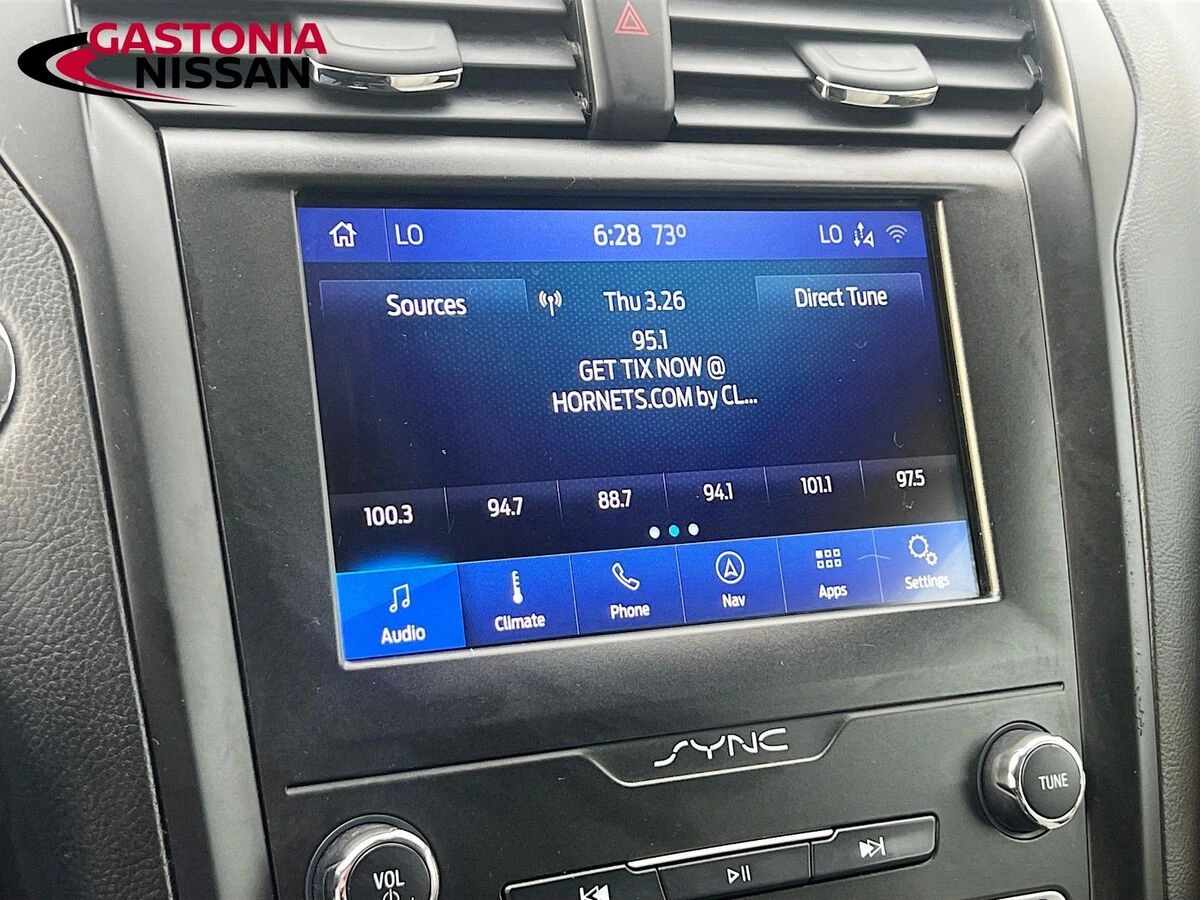 GASTONIA
NISSAN
LO 6:28 73° LO
Sources Thu 3.26 Direct Tune
95.1
GET TIX NOW @
HORNETS.COM by CL...
100.3 94.7 88.7 94.1 101.1 97.5
Audio Climate Phone Nav Apps Settings
SYNC
TUNE
VOL